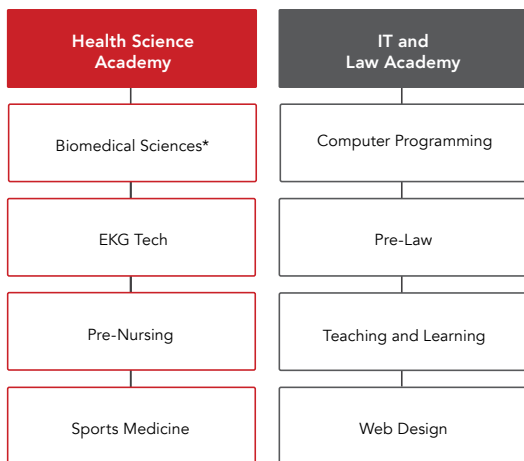 Health Science
Academy
Biomedical Sciences*
EKG Tech
Pre-Nursing
Sports Medicine
IT and
Law Academy
Computer Programming
Pre-Law
Teaching and Learning
Web Design